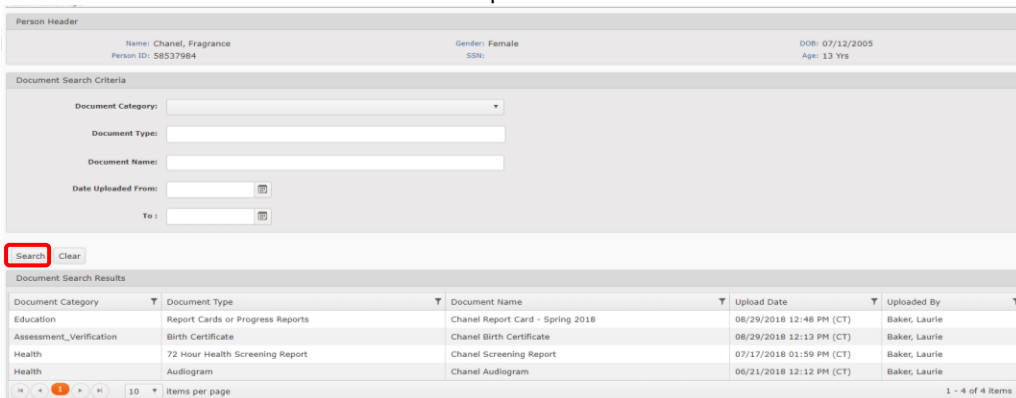 Person Header
Name: Chanel, Fragrance Gender: Female DOB: 07/12/2005
Person ID: 58537984 SSN: Age: 13 Yrs
Document Search Criteria
Document Category:
Document Type:
Document Name:
Date Uploaded From:
To :
Search Clear
Document Search Results
Document Category Document Type Document Name Upload Date Uploaded By
Education Report Cards or Progress Reports Chanel Report Card - Spring 2018 08/29/2018 12:48 PM (CT) Baker, Laurie
Assessment_Verification Birth Certificate Chanel Birth Certificate 08/29/2018 12:13 PM (CT) Baker, Laurie
Health 72 Hour Health Screening Report Chanel Screening Report 07/17/2018 01:59 PM (CT) Baker, Laurie
Health Audiogram Chanel Audiogram 06/21/2018 12:12 PM (CT) Baker, Laurie
1 10 items per page 1 - 4 of 4 items